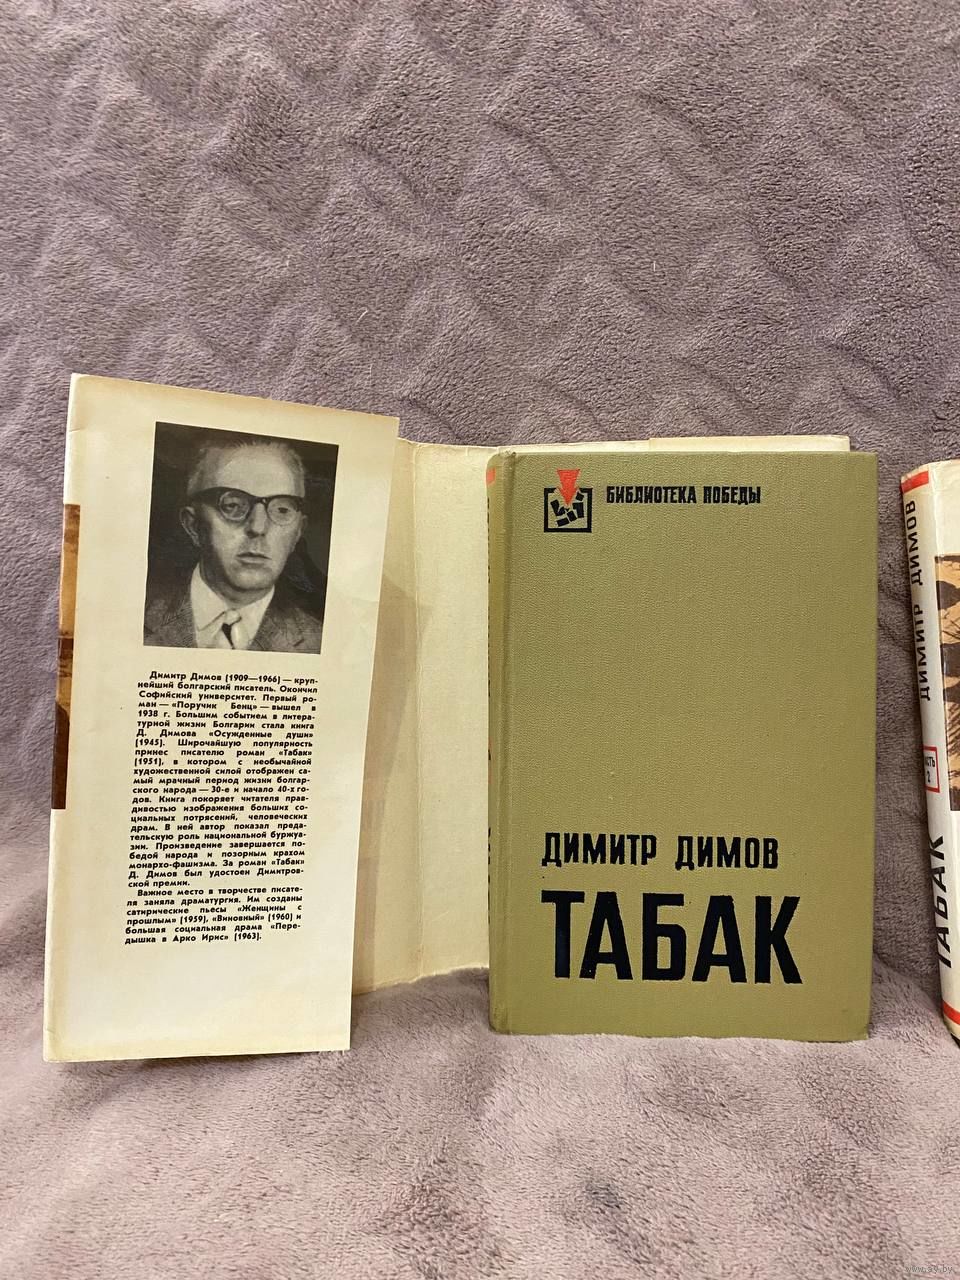 Димитр Димов (1909—1966) — круп-
нейший болгарский писатель. Окончил
Софийский университет. Первый ро-
ман — «Поручик Бенц» — вышел в
1938 г. Большим событием в литера-
турной жизни Болгарии стала книга
Д. Димова «Осужденные души»
(1945). Широчайшую популярность
принес писателю роман «Табак»
(1951), в котором с необычайной
художественной силой отображен са-
мый мрачный период жизни болгар-
ского народа — 30-е и начало 40-х го-
дов. Книга покоряет читателя прав-
дивостью изображения больших со-
циальных потрясений, человеческих
драм. В ней автор показал преда-
тельскую роль национальной буржуа-
зии. Произведение завершается по-
бедой народа и позорным крахом
монархо-фашизма. За роман «Табак»
Д. Димов был удостоен Димитров-
ской премии.
Важное место в творчестве писате-
ля заняла драматургия. Им созданы
сатирические пьесы «Женщины с
прошлым» (1959), «Виновный» (1960) и
большая социальная драма «Пере-
дышка в Арко Ирис» (1963).
БИБЛИОТЕКА ПОБЕДЫ
ДИМИТР ДИМОВ
ТАБАК
ДИМИТР ДИМОВ
2
ТАБАК
www.ay.by